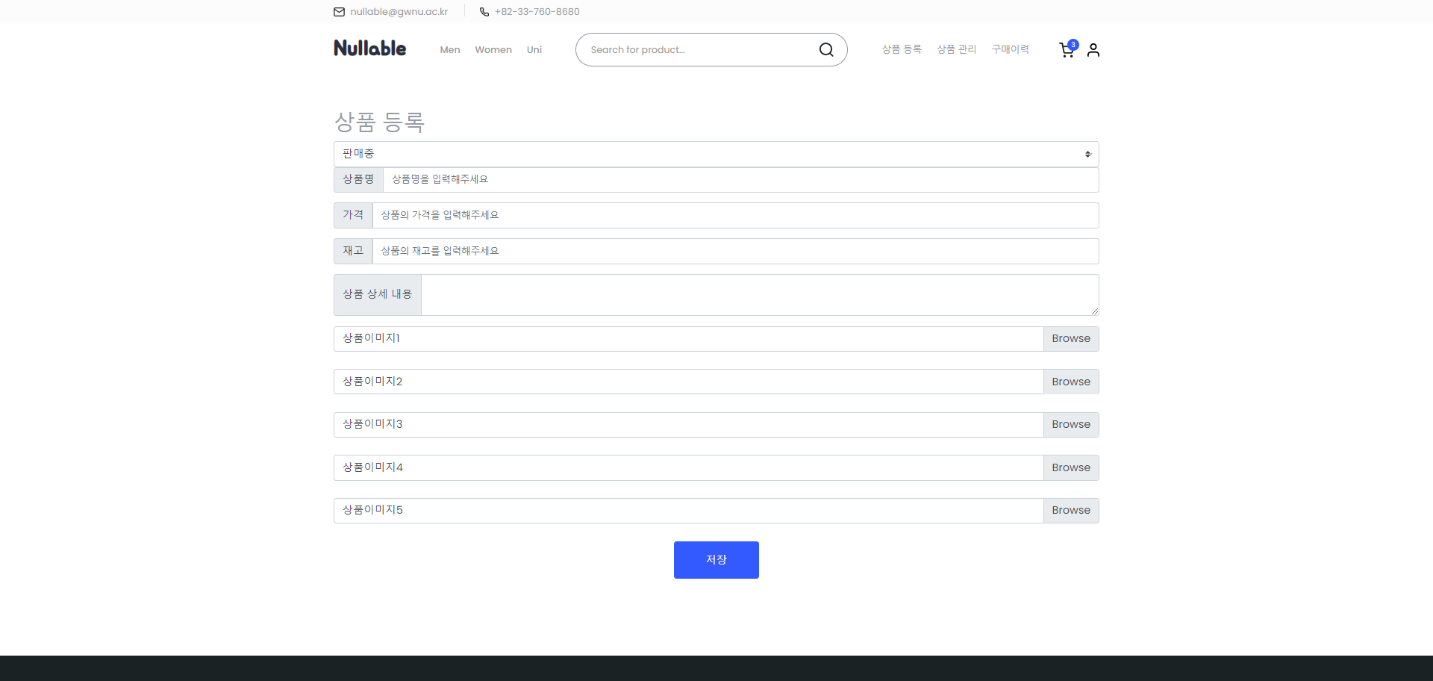 nullable@gwnu.ac.kr +82-33-760-8680
Nullable Men Women Uni Search for product... 상품 등록 상품 관리 구매이력 3
상품 등록
판매중
상품명 상품명을 입력해주세요
가격 상품의 가격을 입력해주세요
재고 상품의 재고를 입력해주세요
상품 상세 내용
상품이미지1 Browse
상품이미지2 Browse
상품이미지3 Browse
상품이미지4 Browse
상품이미지5 Browse
저장